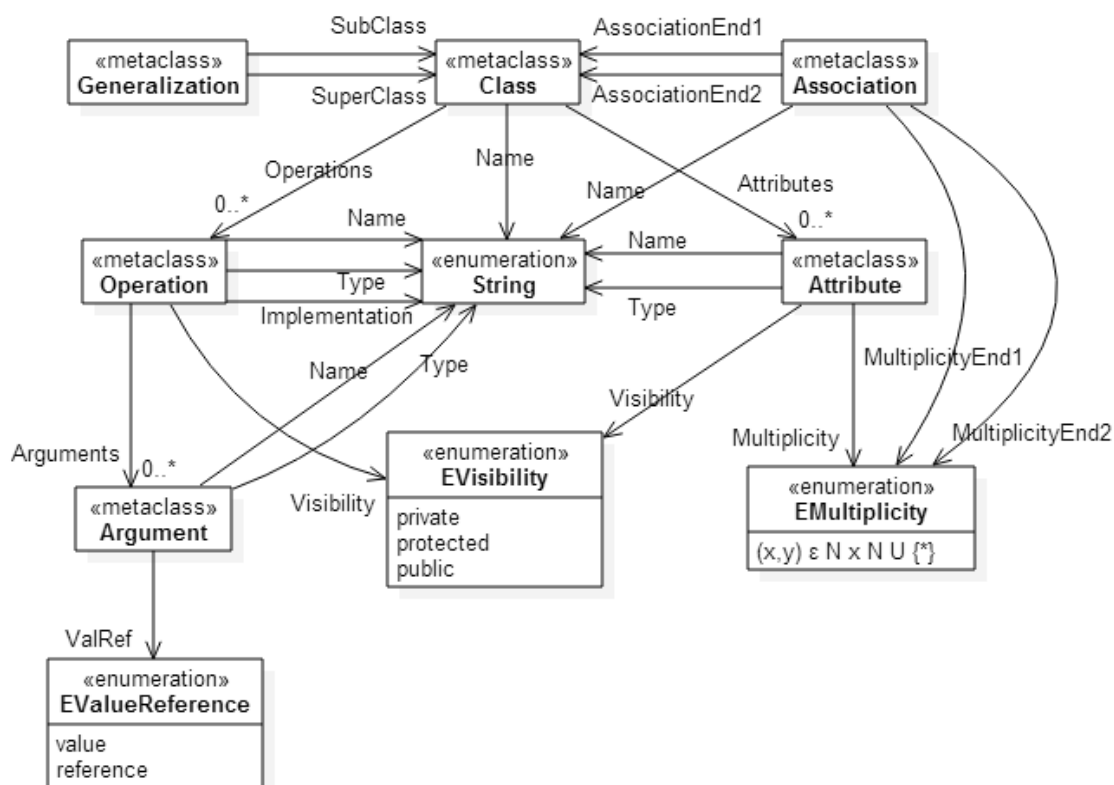 SubClass
AssociationEnd1
«metaclass»
Generalization
«metaclass»
Class
«metaclass»
Association
SuperClass
AssociationEnd2
Operations
Name
Name
Attributes
0..*
0..*
Name
Name
«metaclass»
Operation
«enumeration»
String
«metaclass»
Attribute
Type
Type
Implementation
Name
Type
MultiplicityEnd1
Visibility
Arguments
0..*
Multiplicity
MultiplicityEnd2
«enumeration»
EVisibility
private
protected
public
Visibility
«metaclass»
Argument
«enumeration»
EMultiplicity
(x,y) ε N x N U {*}
ValRef
«enumeration»
EValueReference
value
reference